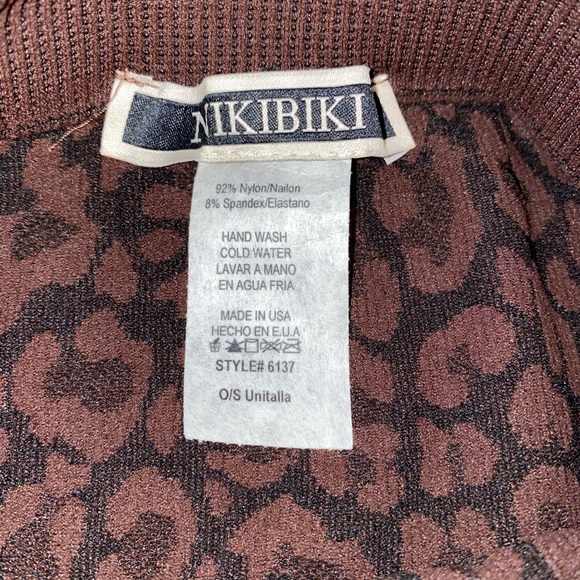 NIKIBIKI
92% Nylon/Nailon
8% Spandex/Elastano
HAND WASH
COLD WATER
LAVAR A MANO
EN AGUA FRIA
MADE IN USA
HECHO EN E.U.A
STYLE# 6137
O/S Unitalla